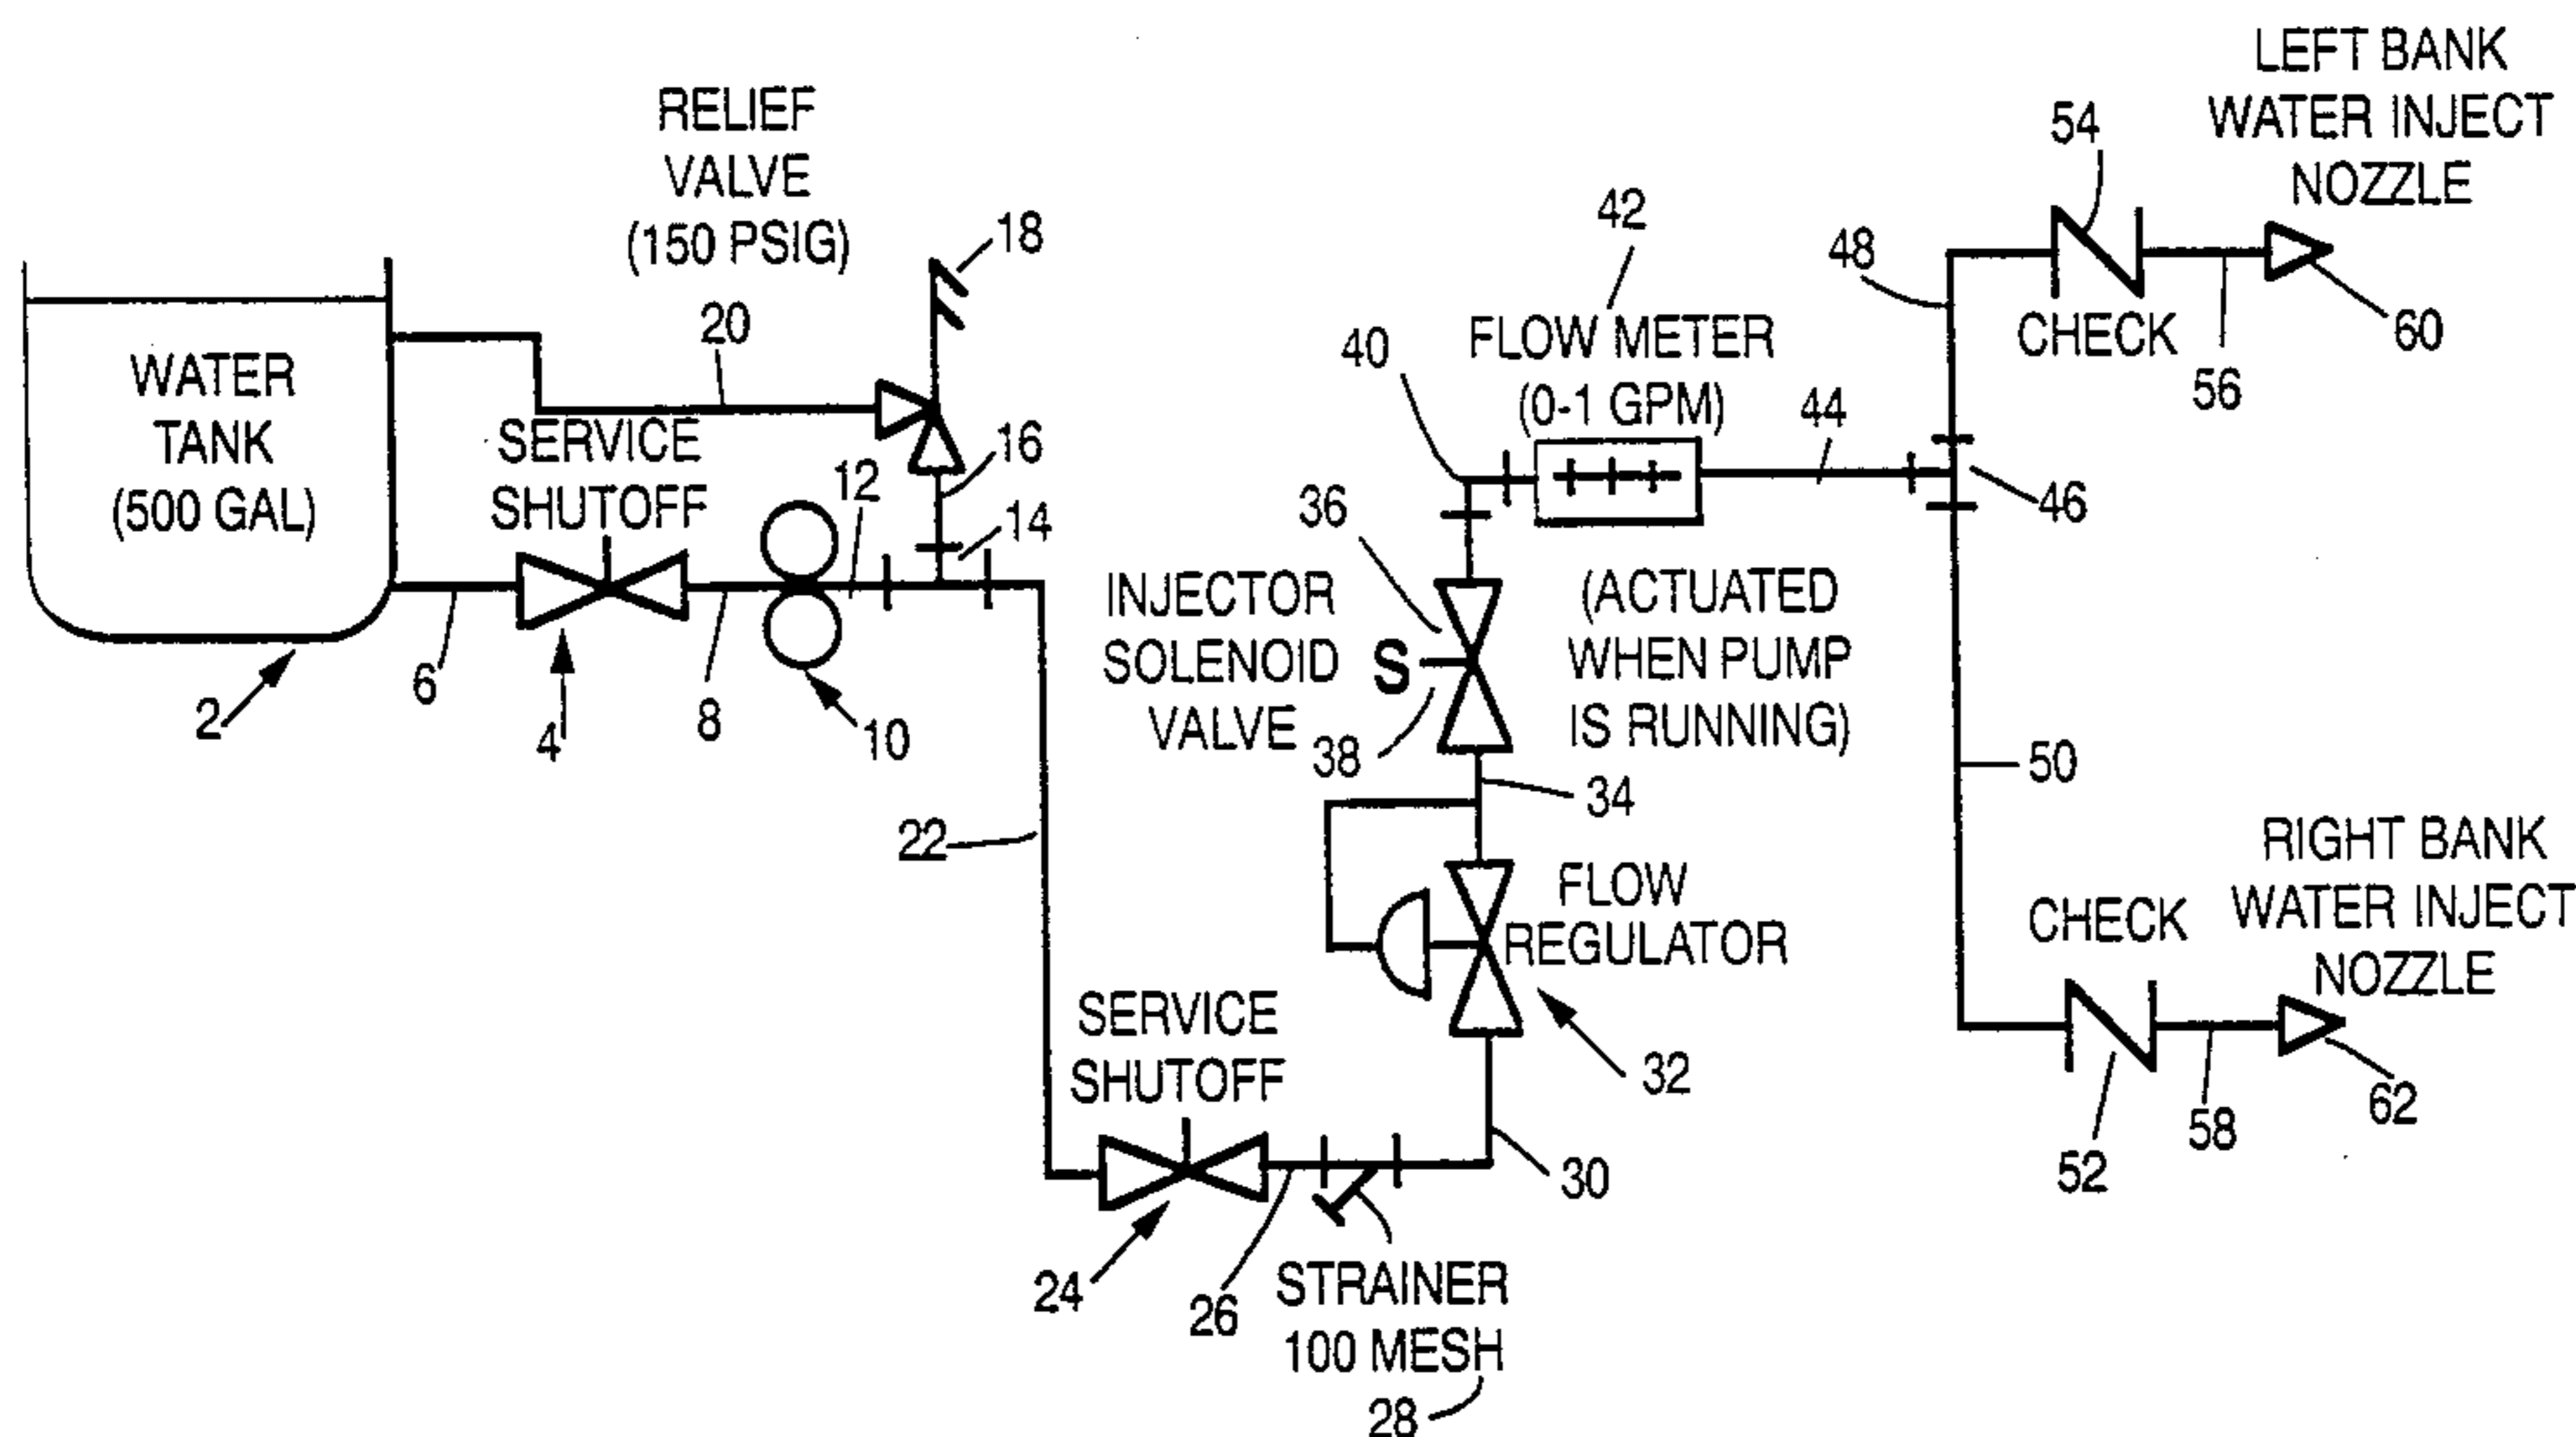 LEFT BANK
WATER INJECT
NOZZLE
54
RELIEF
VALVE
(150 PSIG)
18
42
48
20
40
FLOW METER
(0-1 GPM)
CHECK
60
56
WATER
TANK
(500 GAL)
SERVICE
SHUTOFF
16
12
14
44
36
46
INJECTOR
SOLENOID
VALVE
S
38
(ACTUATED
WHEN PUMP
IS RUNNING)
2
6
4
8
10
34
50
22
FLOW
REGULATOR
32
RIGHT BANK
WATER INJECT
NOZZLE
CHECK
62
58
52
SERVICE
SHUTOFF
30
24
26
STRAINER
100 MESH
28